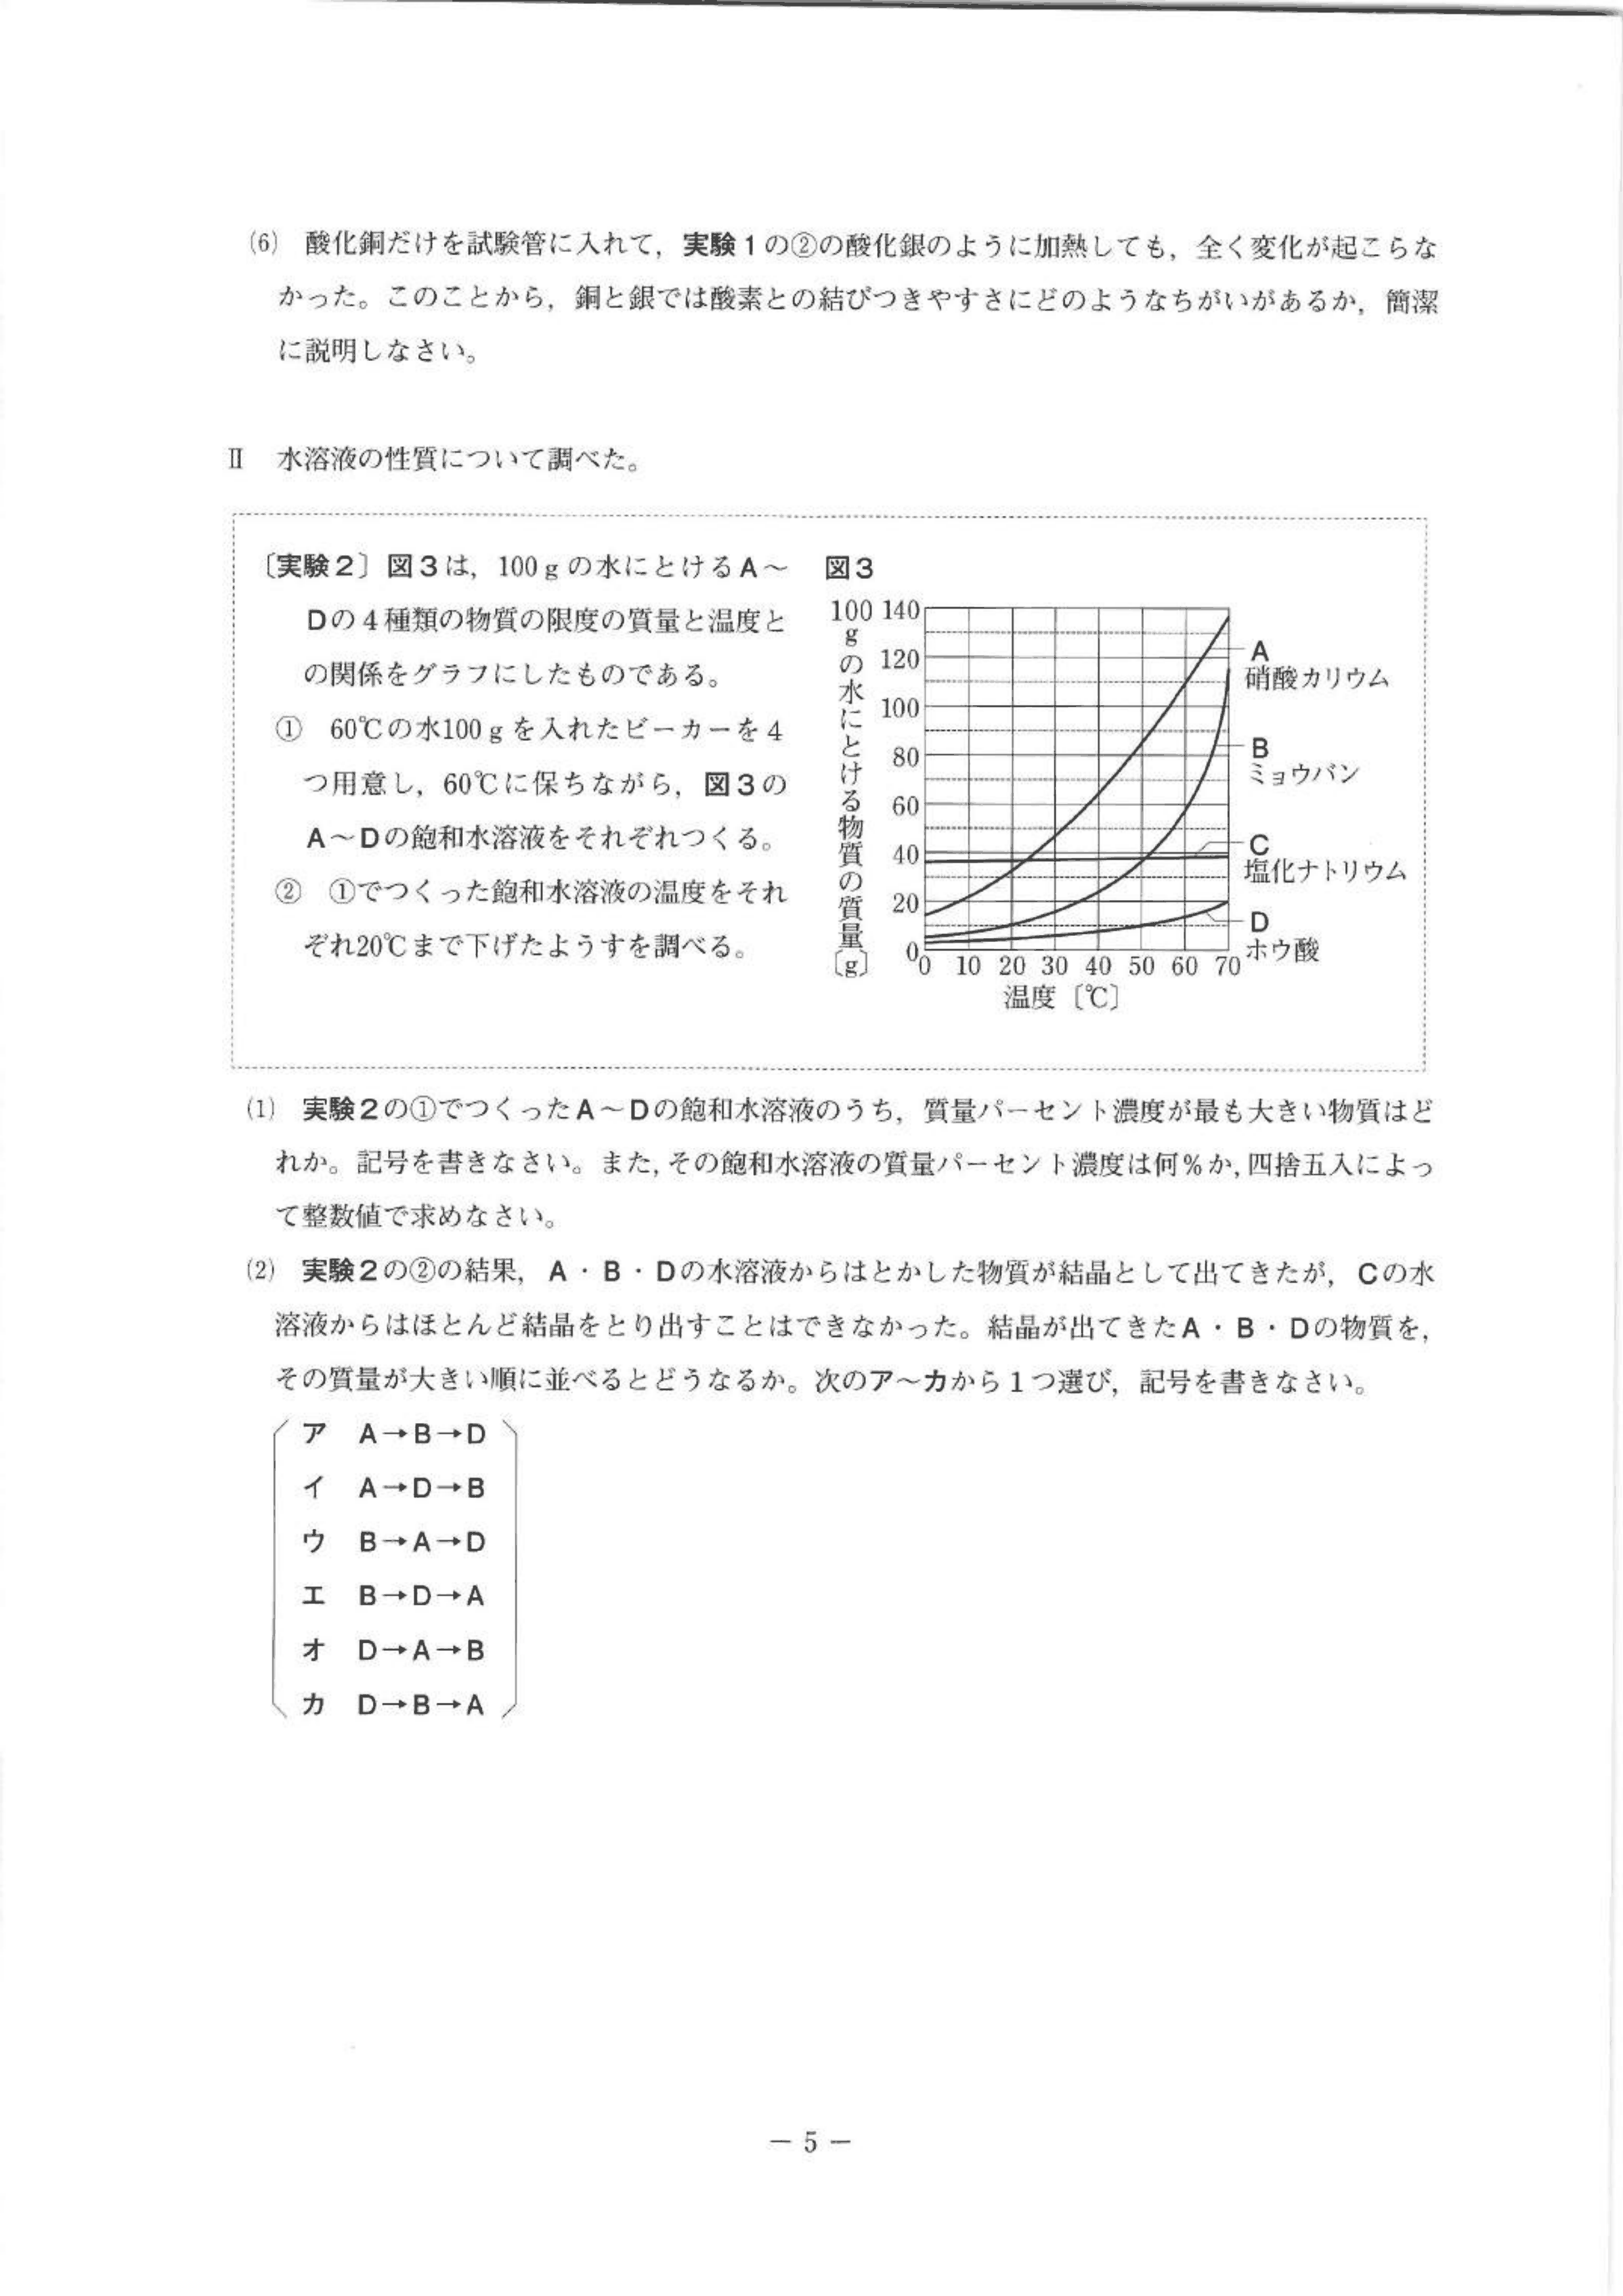 (6) 酸化銅だけを試験管に入れて，実験1の②の酸化銀のように加熱しても，全く変化が起こらな
かった。このことから，銅と銀では酸素との結びつきやすさにどのようなちがいがあるか，簡潔
に説明しなさい。
Ⅱ 水溶液の性質について調べた。
〔実験2〕図3は，100gの水にとけるA～
Dの4種類の物質の限度の質量と温度と
の関係をグラフにしたものである。
① 60℃の水100gを入れたビーカーを4
つ用意し，60℃に保ちながら，図3の
A～Dの飽和水溶液をそれぞれつくる。
② ①でつくった飽和水溶液の温度をそれ
ぞれ20℃まで下げたようすを調べる。
図3
100gの水にとける物質の質量〔g〕
140
120
100
80
60
40
20
0
0 10 20 30 40 50 60 70
温度〔℃〕
A
硝酸カリウム
B
ミョウバン
C
塩化ナトリウム
D
ホウ酸
(1) 実験2の①でつくったA～Dの飽和水溶液のうち，質量パーセント濃度が最も大きい物質はど
れか。記号を書きなさい。また，その飽和水溶液の質量パーセント濃度は何％か，四捨五入によっ
て整数値で求めなさい。
(2) 実験2の②の結果，A・B・Dの水溶液からはとかした物質が結晶として出てきたが，Cの水
溶液からはほとんど結晶をとり出すことはできなかった。結晶が出てきたA・B・Dの物質を，
その質量が大きい順に並べるとどうなるか。次のア～カから1つ選び，記号を書きなさい。
ア A→B→D
イ A→D→B
ウ B→A→D
エ B→D→A
オ D→A→B
カ D→B→A
－ 5 －